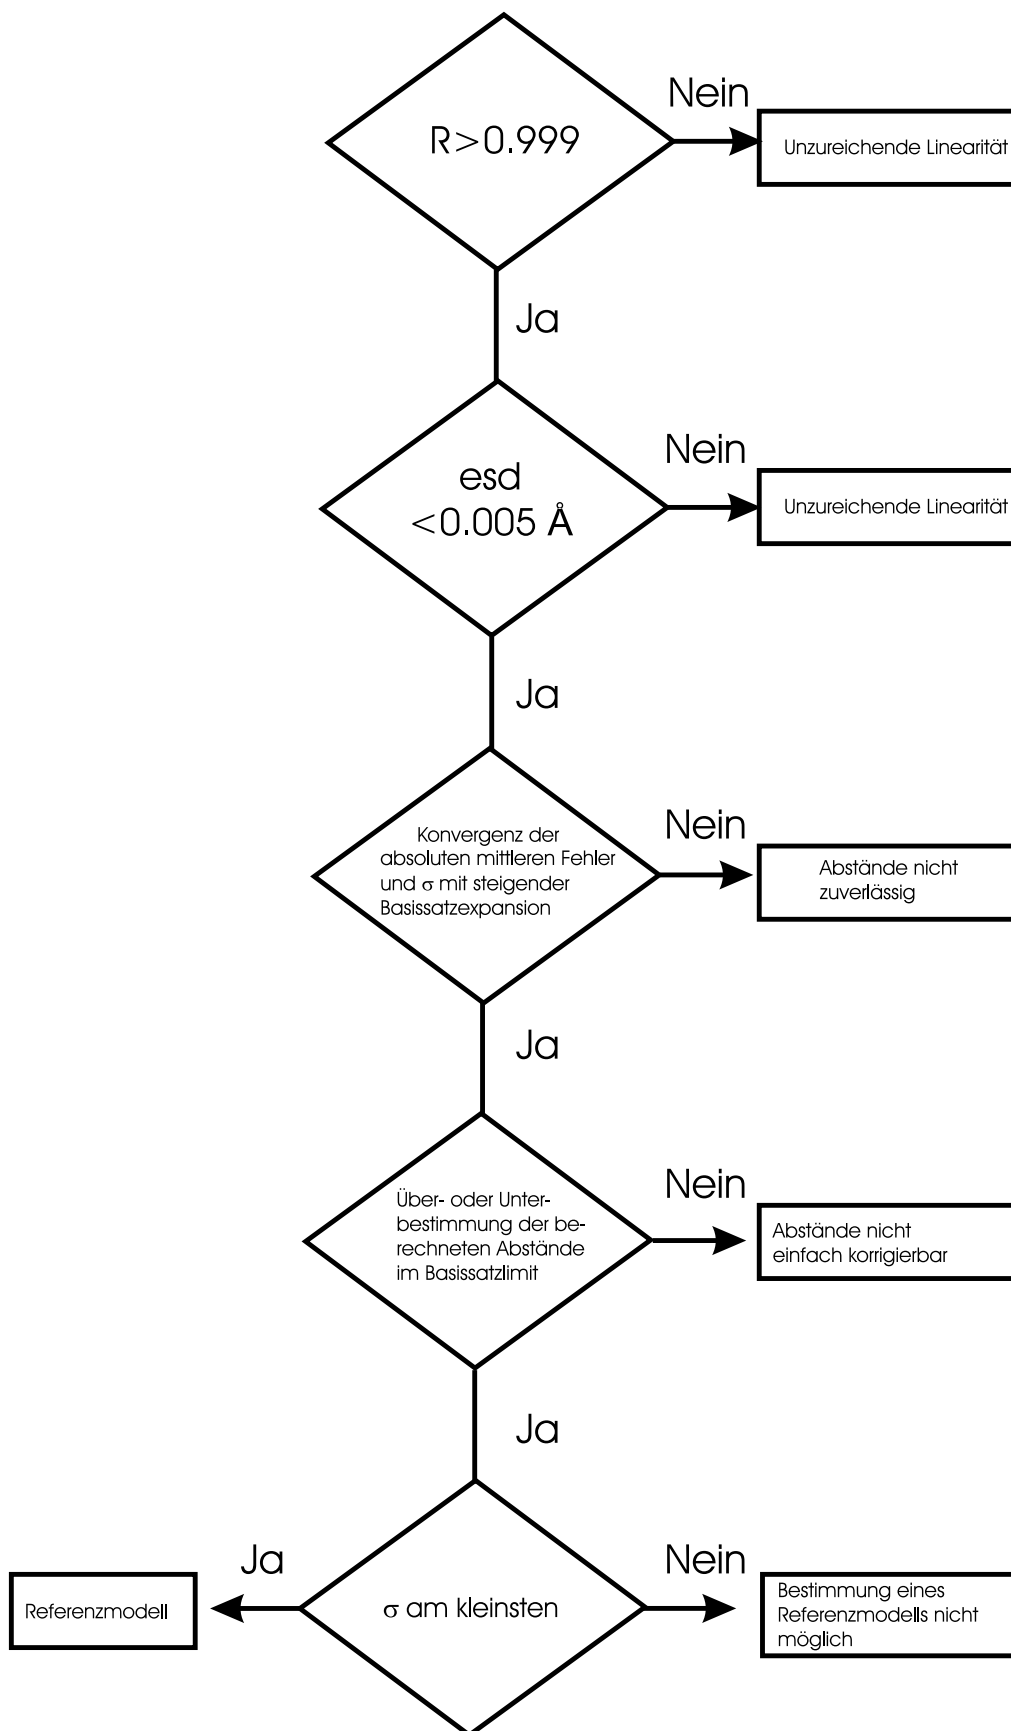 Nein
R>0.999
Unzureichende Linearität
Ja
Nein
esd
<0.005 Å
Unzureichende Linearität
Ja
Nein
Konvergenz der
absoluten mittleren Fehler
und σ mit steigender
Basissatzexpansion
Abstände nicht
zuverlässig
Ja
Nein
Über- oder Unter-
bestimmung der be-
rechneten Abstände
im Basissatzlimit
Abstände nicht
einfach korrigierbar
Ja
Ja
Nein
Referenzmodell
σ am kleinsten
Bestimmung eines
Referenzmodells nicht
möglich